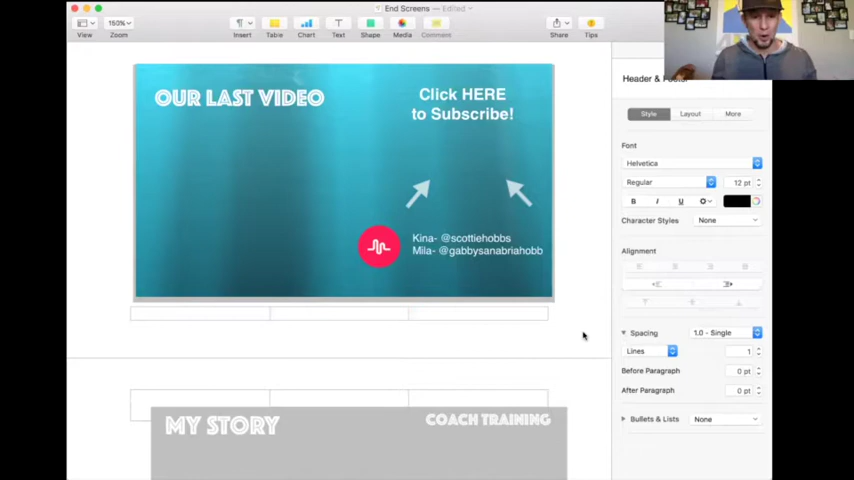 End Screens — Edited
150%
View
Zoom
Insert
Table
Chart
Text
Shape
Media
Comment
Share
Tips
OUR LAST VIDEO
Click HERE
to Subscribe!
Kina- @scottiehobbs
Mila- @gabbysanabriahobb
MY STORY
COACH TRAINING
Header & Footer
Style
Layout
More
Font
Helvetica
Regular
12 pt
B I U
Character Styles
None
Alignment
Spacing
1.0 - Single
Lines
1
Before Paragraph
0 pt
After Paragraph
0 pt
Bullets & Lists
None